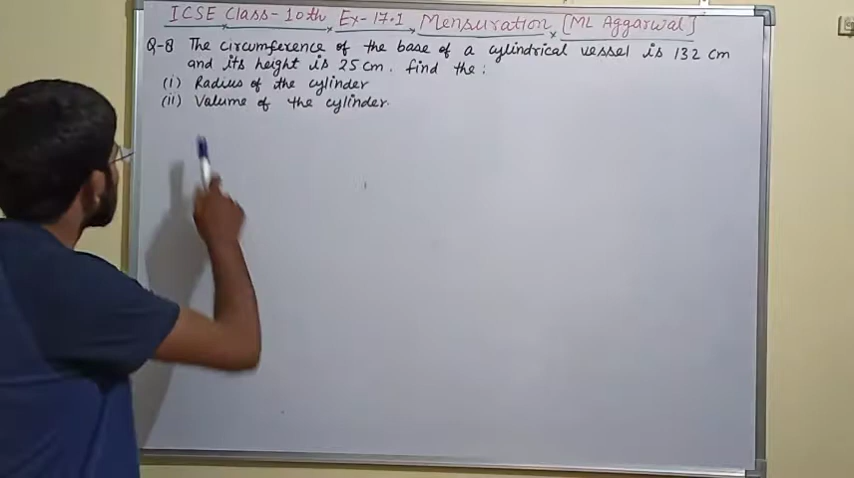 ICSE Class-10th Ex-17.1 Mensuration [ML Aggarwal]
Q-8 The circumference of the base of a cylindrical vessel is 132 cm
and its height is 25 cm. find the :
(i) Radius of the cylinder
(ii) Valume of the cylinder.